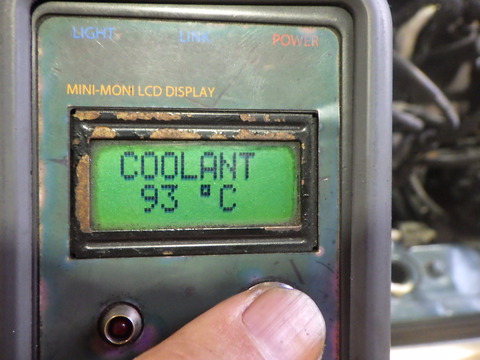 LIGHT LINK POWER
MINI-MONI LCD DISPLAY
COOLANT
93 °C